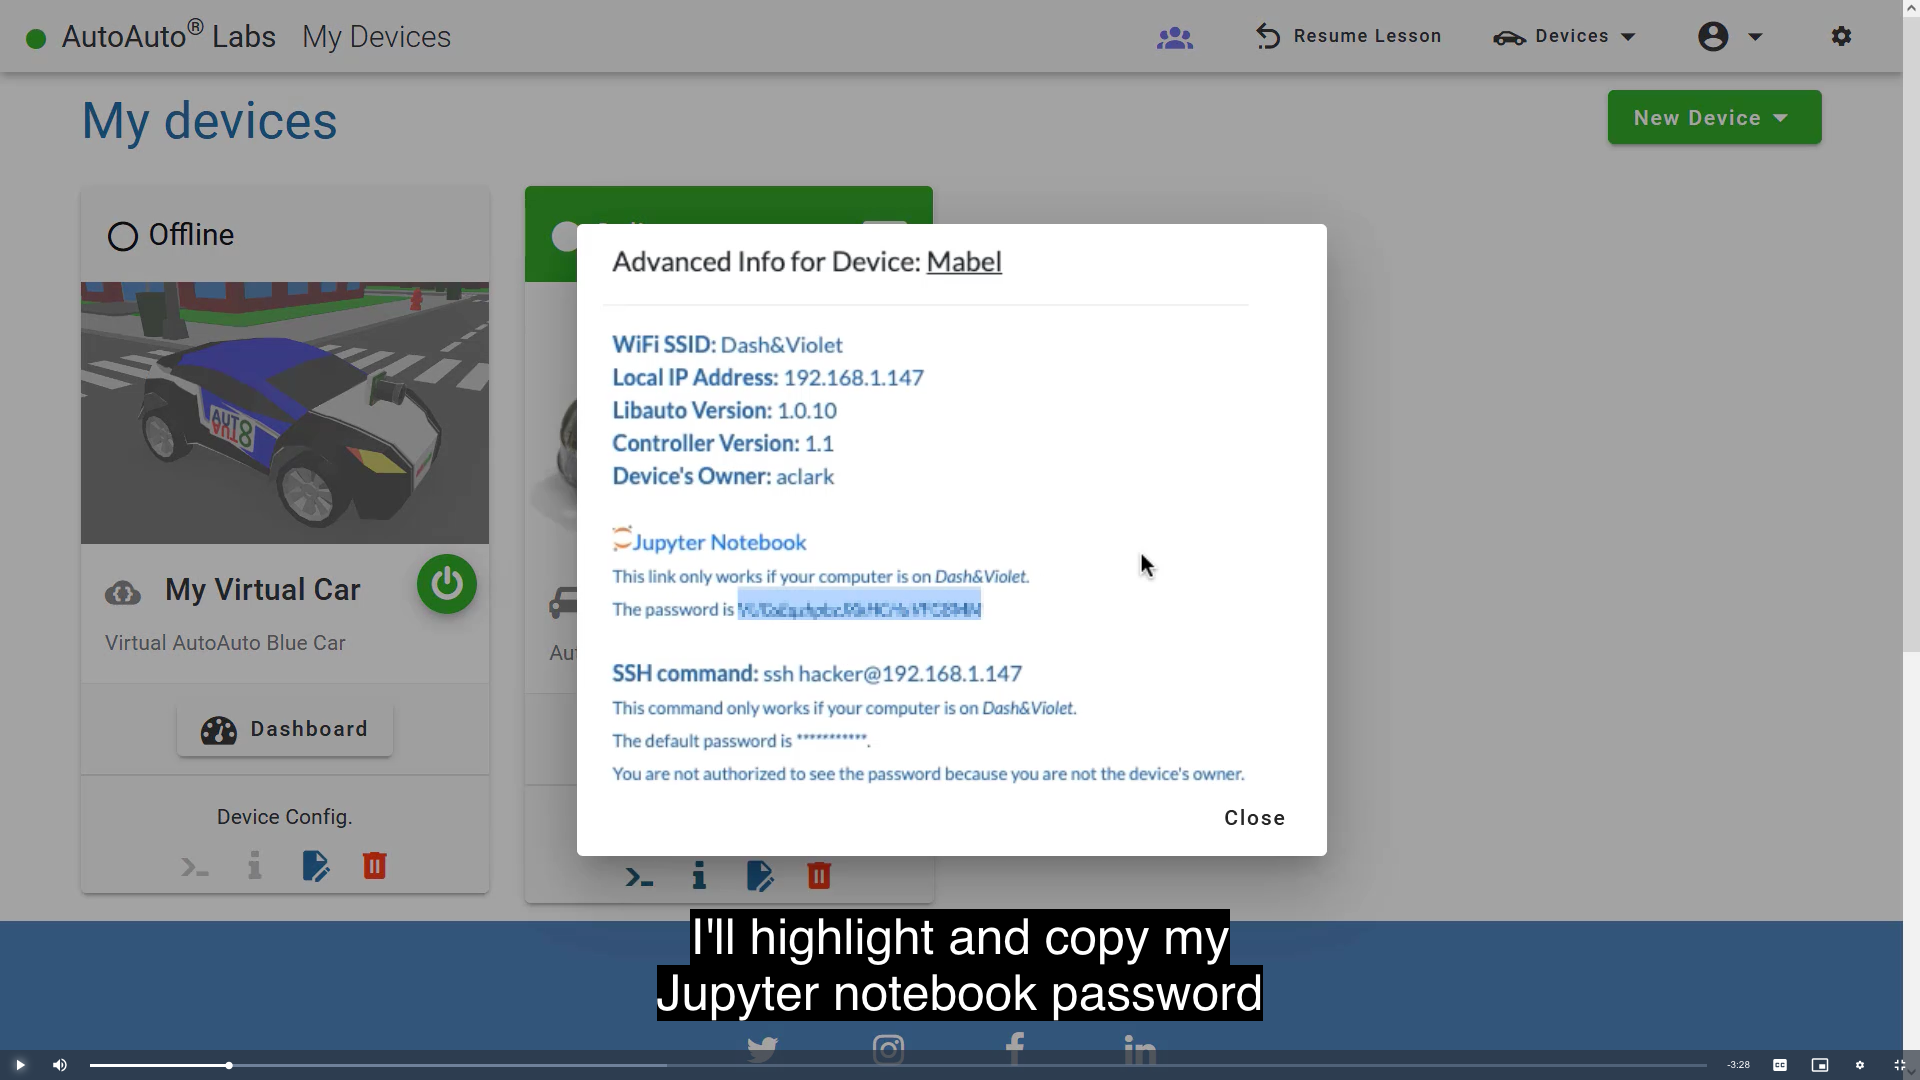 AutoAuto® Labs My Devices
Resume Lesson
Devices
My devices
New Device
Offline
Advanced Info for Device: Mabel
WiFi SSID: Dash&Violet
Local IP Address: 192.168.1.147
Libauto Version: 1.0.10
Controller Version: 1.1
Device's Owner: aclark
Jupyter Notebook
This link only works if your computer is on Dash&Violet.
The password is
SSH command: ssh hacker@192.168.1.147
This command only works if your computer is on Dash&Violet.
The default password is ***********.
You are not authorized to see the password because you are not the device's owner.
Close
My Virtual Car
Virtual AutoAuto Blue Car
Dashboard
Device Config.
I'll highlight and copy my
Jupyter notebook password
-3:28